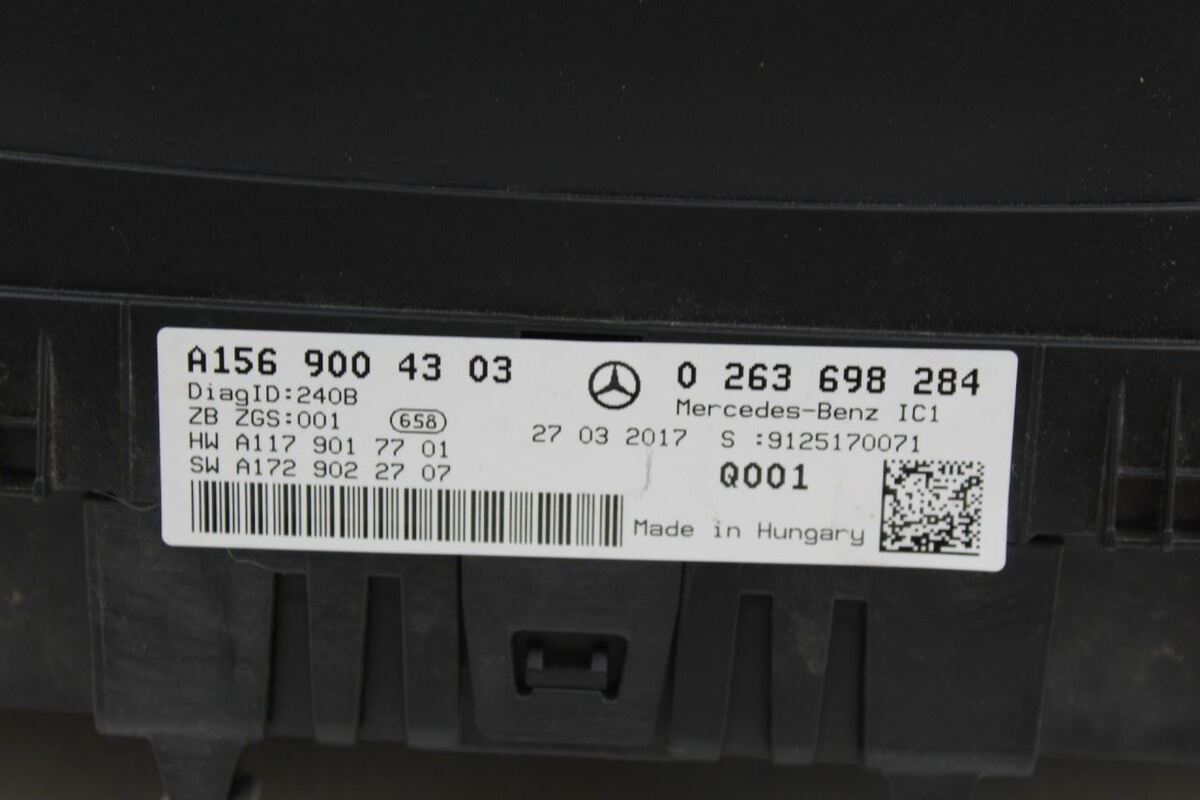 A156 900 43 03
0 263 698 284
DiagID:240B
Mercedes-Benz IC1
ZB ZGS:001 658
27 03 2017 S :9125170071
HW A117 901 77 01
SW A172 902 27 07
Q001
Made in Hungary